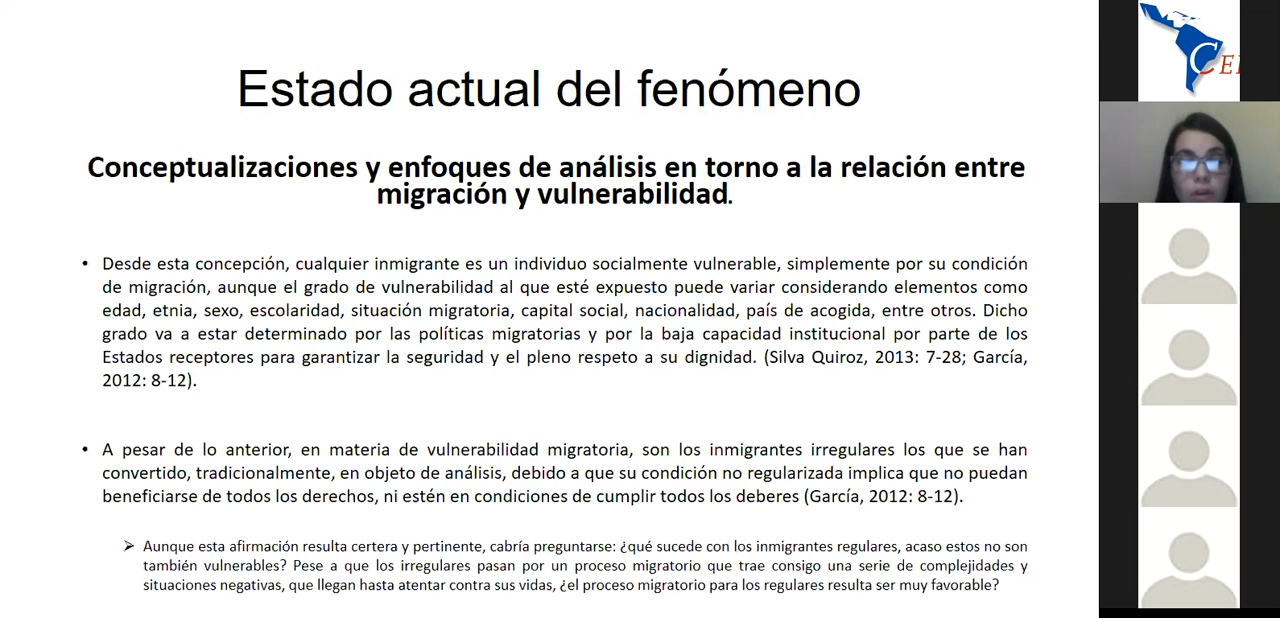 Estado actual del fenómeno
Conceptualizaciones y enfoques de análisis en torno a la relación entre
migración y vulnerabilidad.
• Desde esta concepción, cualquier inmigrante es un individuo socialmente vulnerable, simplemente por su condición
de migración, aunque el grado de vulnerabilidad al que esté expuesto puede variar considerando elementos como
edad, etnia, sexo, escolaridad, situación migratoria, capital social, nacionalidad, país de acogida, entre otros. Dicho
grado va a estar determinado por las políticas migratorias y por la baja capacidad institucional por parte de los
Estados receptores para garantizar la seguridad y el pleno respeto a su dignidad. (Silva Quiroz, 2013: 7-28; García,
2012: 8-12).
• A pesar de lo anterior, en materia de vulnerabilidad migratoria, son los inmigrantes irregulares los que se han
convertido, tradicionalmente, en objeto de análisis, debido a que su condición no regularizada implica que no puedan
beneficiarse de todos los derechos, ni estén en condiciones de cumplir todos los deberes (García, 2012: 8-12).
➢ Aunque esta afirmación resulta certera y pertinente, cabría preguntarse: ¿qué sucede con los inmigrantes regulares, acaso estos no son
también vulnerables? Pese a que los irregulares pasan por un proceso migratorio que trae consigo una serie de complejidades y
situaciones negativas, que llegan hasta atentar contra sus vidas, ¿el proceso migratorio para los regulares resulta ser muy favorable?